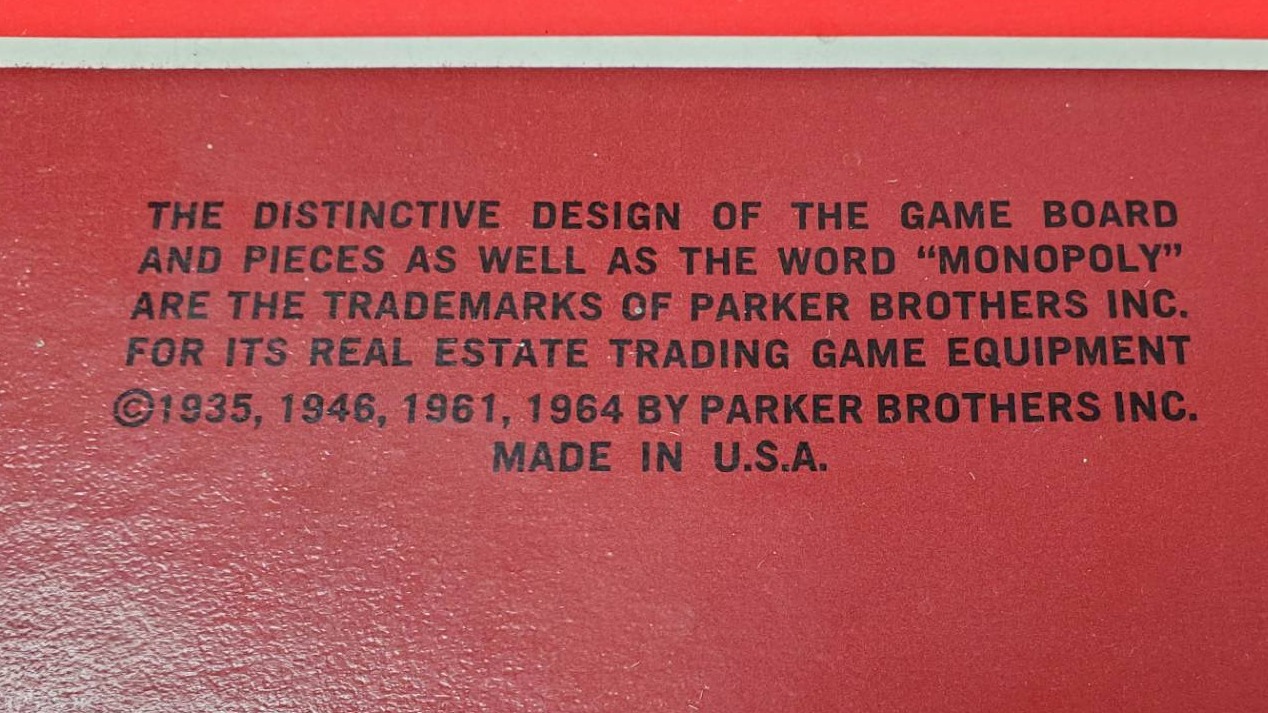 THE DISTINCTIVE DESIGN OF THE GAME BOARD
AND PIECES AS WELL AS THE WORD “MONOPOLY”
ARE THE TRADEMARKS OF PARKER BROTHERS INC.
FOR ITS REAL ESTATE TRADING GAME EQUIPMENT
©1935, 1946, 1961, 1964 BY PARKER BROTHERS INC.
MADE IN U.S.A.